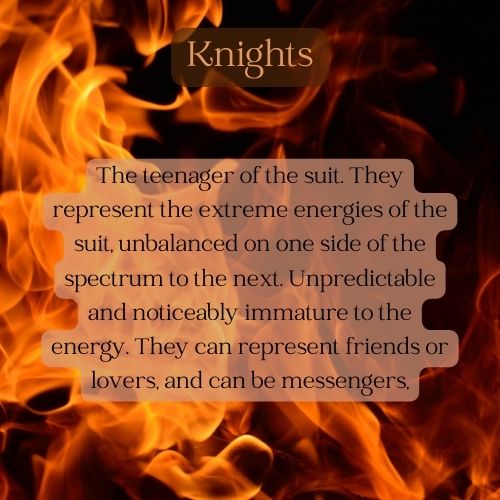 Knights
The teenager of the suit. They
represent the extreme energies of the
suit, unbalanced on one side of the
spectrum to the next. Unpredictable
and noticeably immature to the
energy. They can represent friends or
lovers, and can be messengers,